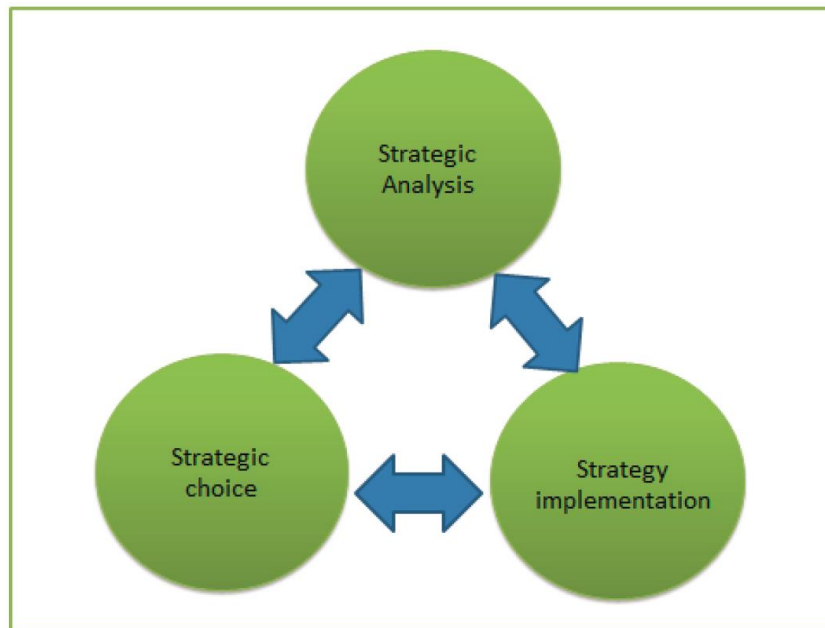 Strategic
Analysis
Strategic
choice
Strategy
implementation